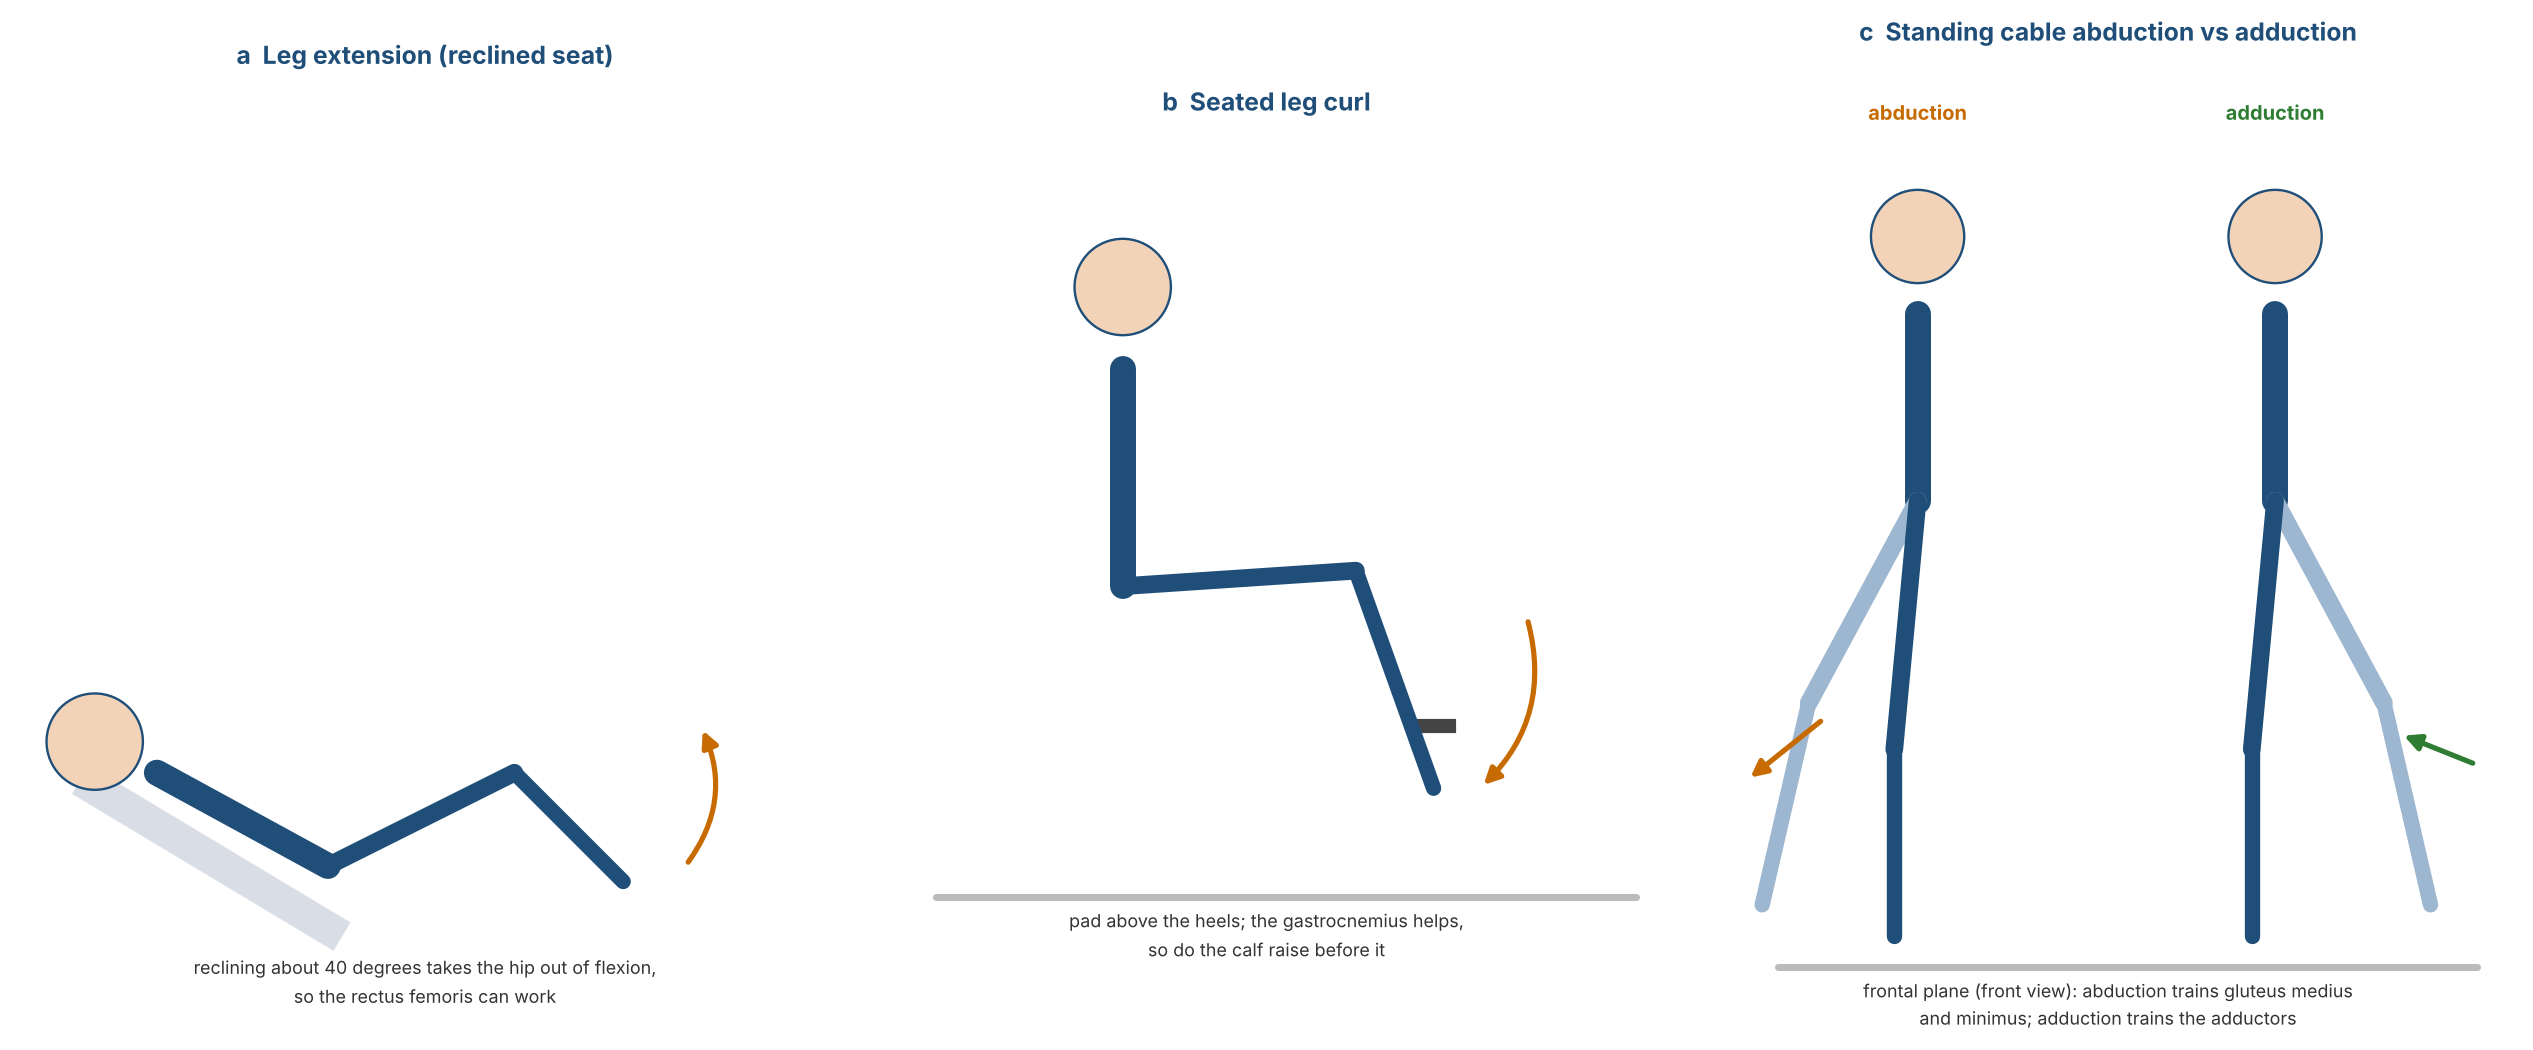 a  Leg extension (reclined seat)
reclining about 40 degrees takes the hip out of flexion,
so the rectus femoris can work
b  Seated leg curl
pad above the heels; the gastrocnemius helps,
so do the calf raise before it
c  Standing cable abduction vs adduction
abduction
adduction
frontal plane (front view): abduction trains gluteus medius
and minimus; adduction trains the adductors